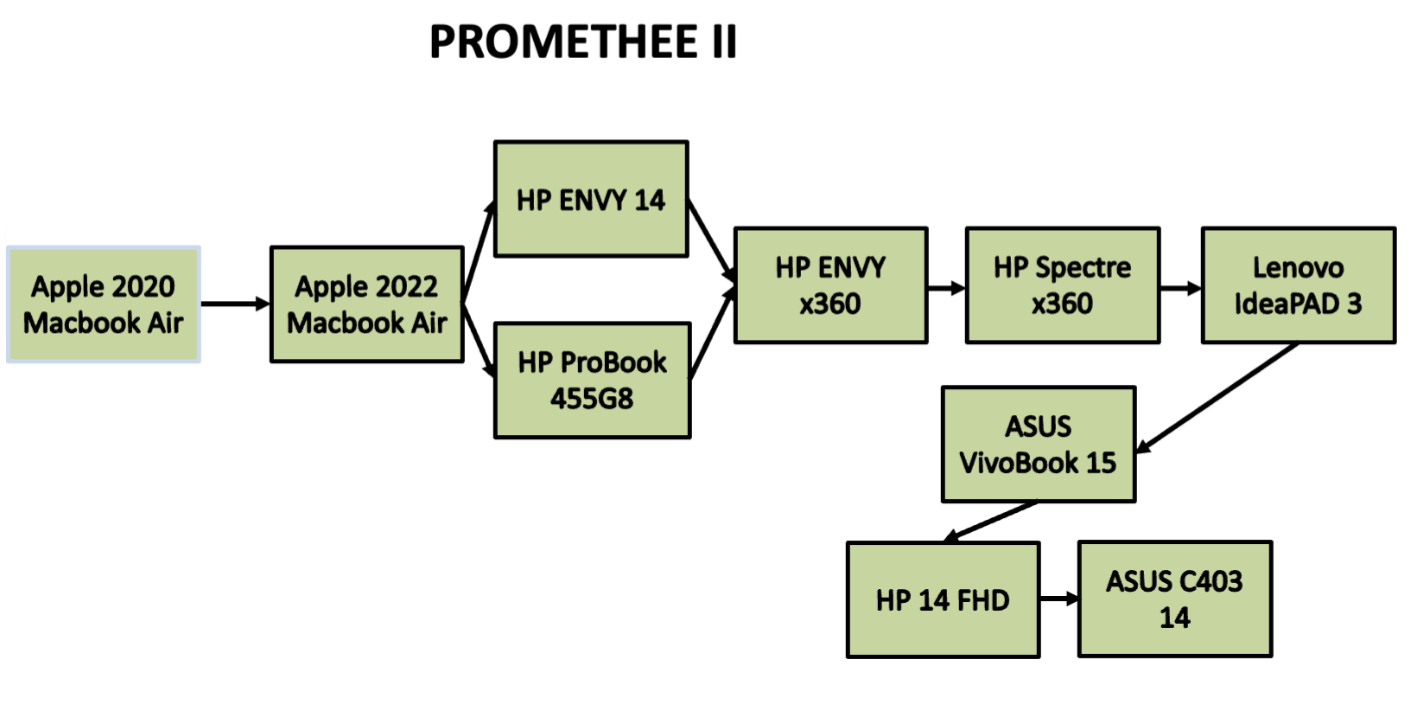 PROMETHEE II
Apple 2020
Macbook Air
Apple 2022
Macbook Air
HP ENVY 14
HP ProBook
455G8
HP ENVY
x360
HP Spectre
x360
Lenovo
IdeaPAD 3
ASUS
VivoBook 15
HP 14 FHD
ASUS C403
14